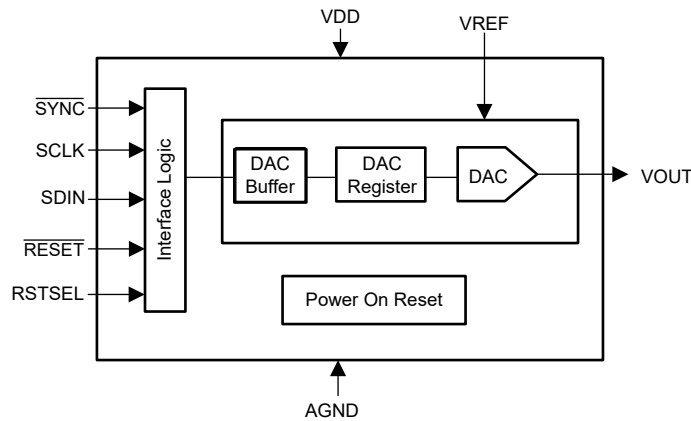 VDD
VREF
SYNC
SCLK
SDIN
RESET
RSTSEL
Interface Logic
DAC
Buffer
DAC
Register
DAC
VOUT
Power On Reset
AGND